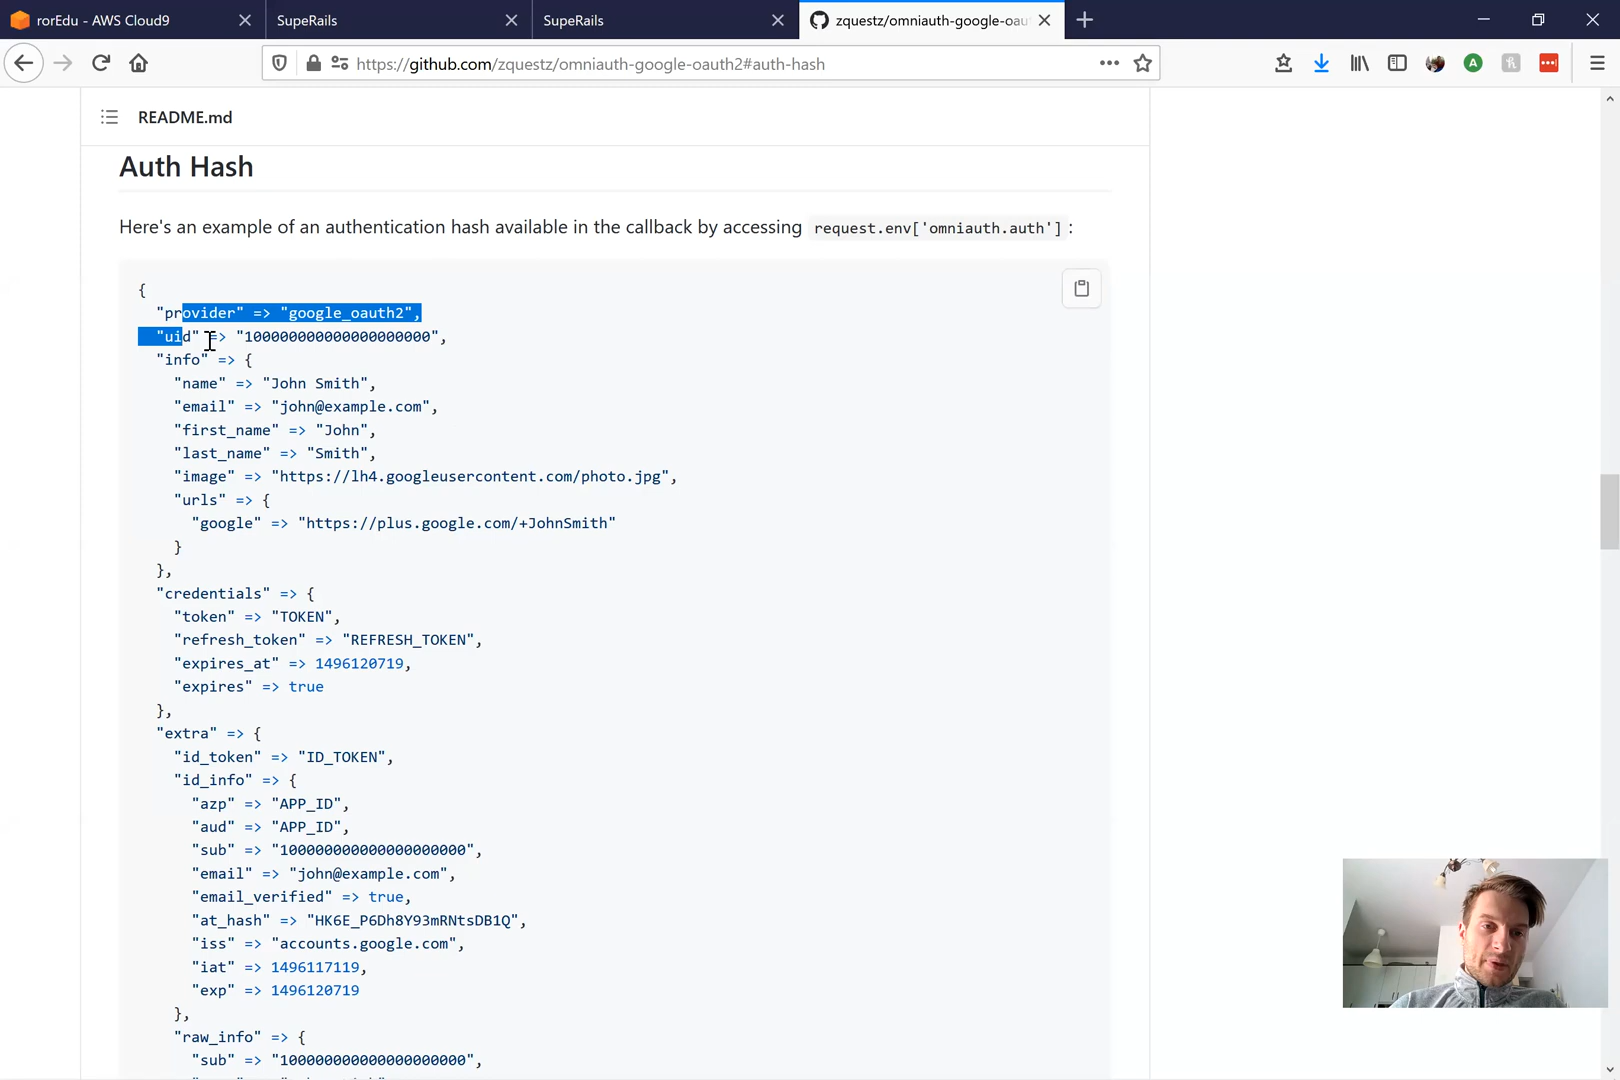 rorEdu - AWS Cloud9
SupeRails
SupeRails
zquestz/omniauth-google-oau
https://github.com/zquestz/omniauth-google-oauth2#auth-hash
README.md
Auth Hash
Here's an example of an authentication hash available in the callback by accessing request.env['omniauth.auth'] :
{
"provider" => "google_oauth2",
"uid" => "100000000000000000000",
"info" => {
"name" => "John Smith",
"email" => "john@example.com",
"first_name" => "John",
"last_name" => "Smith",
"image" => "https://lh4.googleusercontent.com/photo.jpg",
"urls" => {
"google" => "https://plus.google.com/+JohnSmith"
}
},
"credentials" => {
"token" => "TOKEN",
"refresh_token" => "REFRESH_TOKEN",
"expires_at" => 1496120719,
"expires" => true
},
"extra" => {
"id_token" => "ID_TOKEN",
"id_info" => {
"azp" => "APP_ID",
"aud" => "APP_ID",
"sub" => "100000000000000000000",
"email" => "john@example.com",
"email_verified" => true,
"at_hash" => "HK6E_P6Dh8Y93mRNtsDB1Q",
"iss" => "accounts.google.com",
"iat" => 1496117119,
"exp" => 1496120719
},
"raw_info" => {
"sub" => "100000000000000000000",